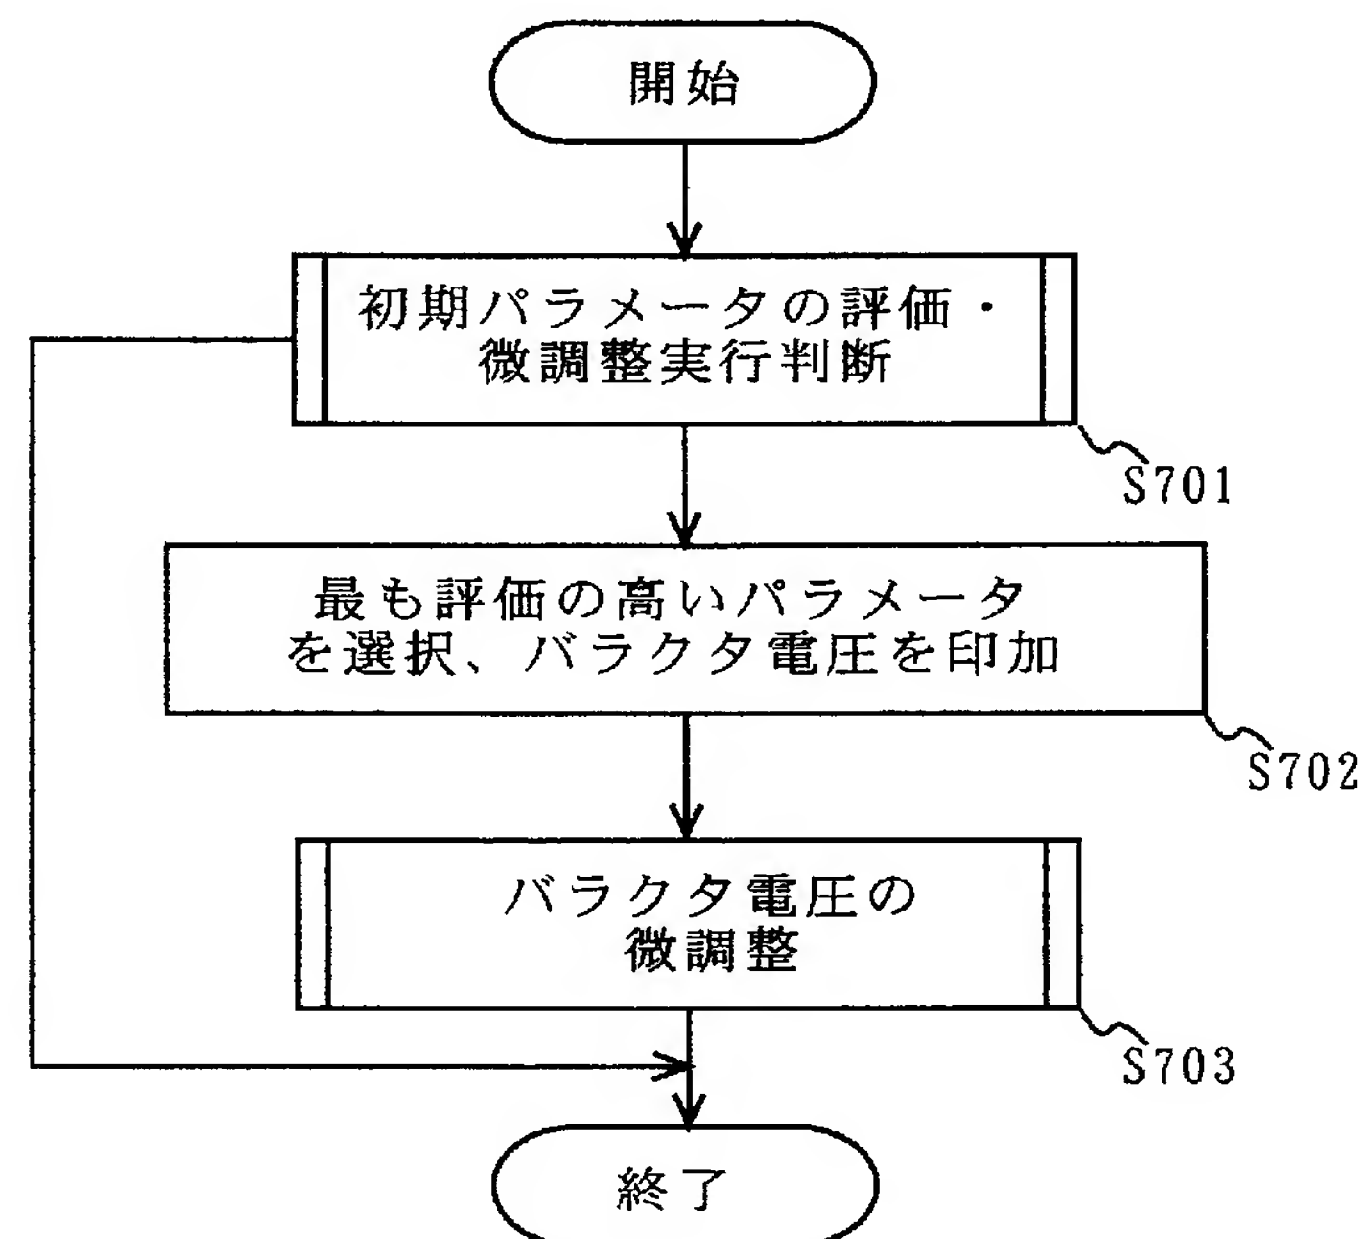 開始
初期パラメータの評価・
微調整実行判断
S701
最も評価の高いパラメータ
を選択、バラクタ電圧を印加
S702
バラクタ電圧の
微調整
S703
終了